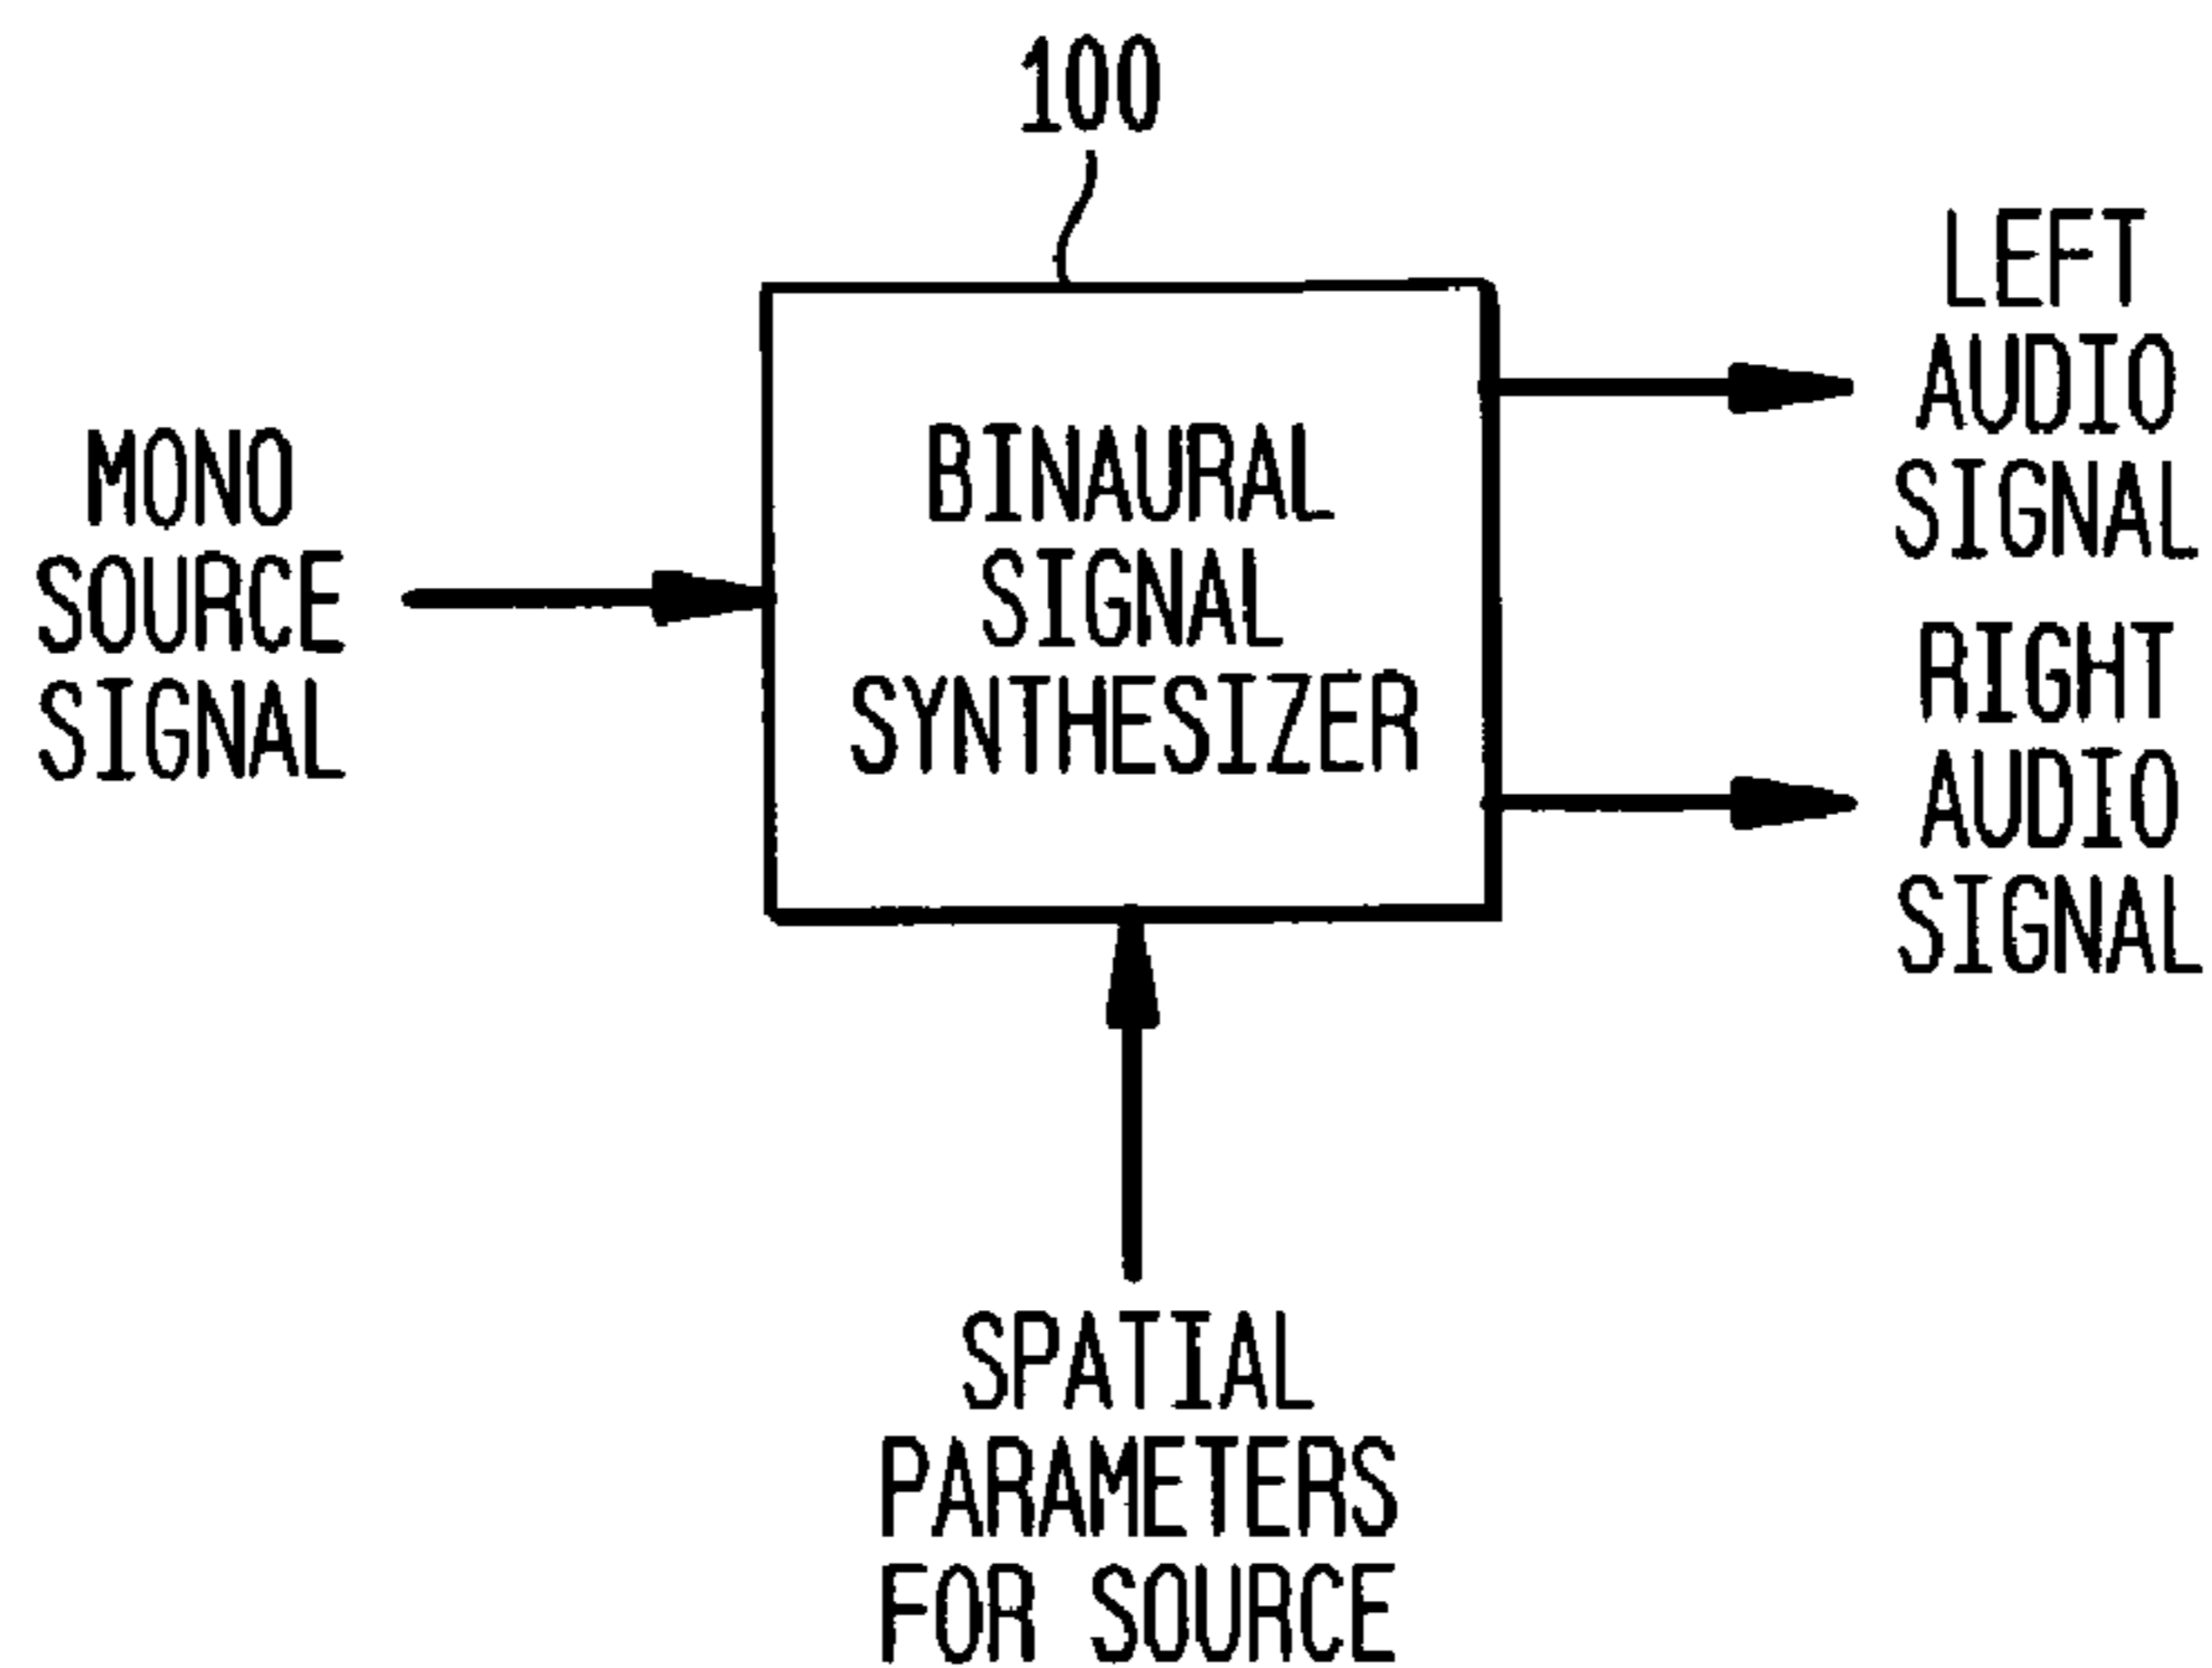 100
MONO
SOURCE
SIGNAL
BINAURAL
SIGNAL
SYNTHESIZER
LEFT
AUDIO
SIGNAL
RIGHT
AUDIO
SIGNAL
SPATIAL
PARAMETERS
FOR SOURCE